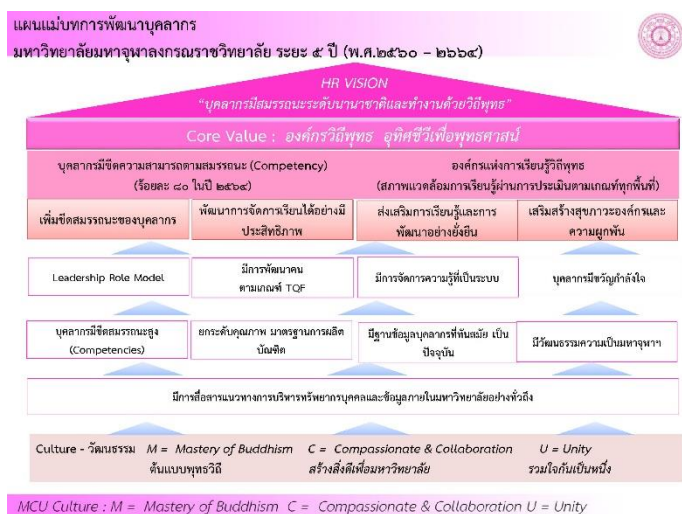 แผนแม่บทการพัฒนาบุคลากร
มหาวิทยาลัยมหาจุฬาลงกรณราชวิทยาลัย ระยะ ๕ ปี (พ.ศ.๒๕๖๐ – ๒๖๖๔)
HR VISION
“บุคลากรมีสมรรถนะระดับนานาชาติและทำงานด้วยวิถีพุทธ”
Core Value : องค์กรวิถีพุทธ อุทิศชีวีเพื่อพุทธศาสน์
บุคลากรมีขีดความสามารถตามสมรรถนะ (Competency)
(ร้อยละ ๘๐ ในปี ๒๕๖๔)
องค์กรแห่งการเรียนรู้วิถีพุทธ
(สภาพแวดล้อมการเรียนรู้ผ่านการประเมินตามเกณฑ์ทุกพื้นที่)
เพิ่มขีดสมรรถนะของบุคลากร
พัฒนาการจัดการเรียนได้อย่างมี
ประสิทธิภาพ
ส่งเสริมการเรียนรู้และการ
พัฒนาอย่างยั่งยืน
เสริมสร้างสุขภาวะองค์กรและ
ความผูกพัน
Leadership Role Model
มีการพัฒนาคน
ตามเกณฑ์ TQF
มีการจัดการความรู้ที่เป็นระบบ
บุคลากรมีขวัญกำลังใจ
บุคลากรมีขีดสมรรถนะสูง
(Competencies)
ยกระดับคุณภาพ มาตรฐานการผลิต
บัณฑิต
มีฐานข้อมูลบุคลากรที่ทันสมัย เป็น
ปัจจุบัน
มีวัฒนธรรมความเป็นมหาจุฬาฯ
มีการสื่อสารแนวทางการบริหารทรัพยากรบุคคลและข้อมูลภายในมหาวิทยาลัยอย่างทั่วถึง
Culture - วัฒนธรรม M = Mastery of Buddhism C = Compassionate & Collaboration U = Unity
ต้นแบบพุทธวิถี สร้างสิ่งดีเพื่อมหาวิทยาลัย รวมใจกันเป็นหนึ่ง
MCU Culture : M = Mastery of Buddhism C = Compassionate & Collaboration U = Unity